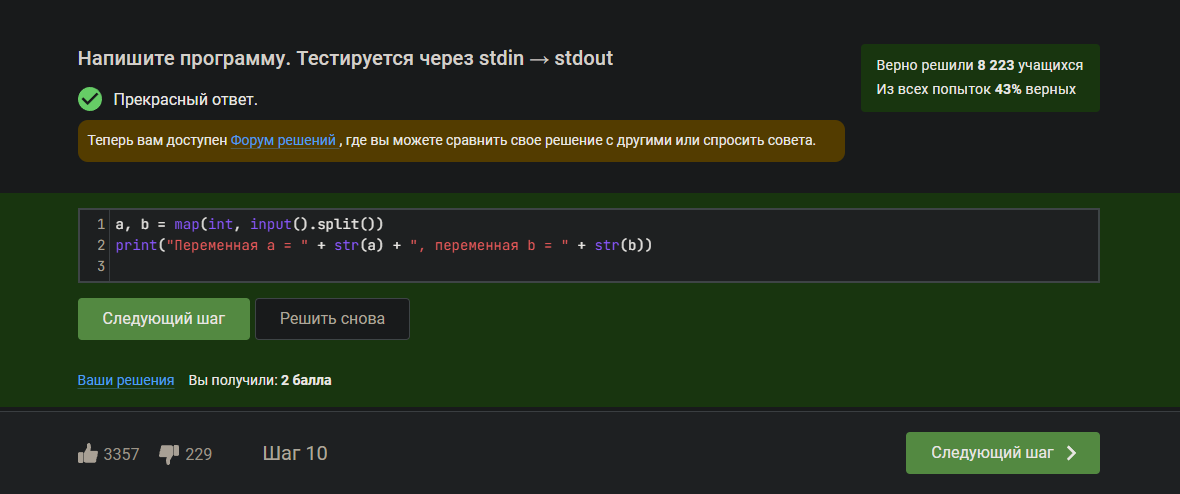 Напишите программу. Тестируется через stdin → stdout
Верно решили 8 223 учащихся
Из всех попыток 43% верных
Прекрасный ответ.
Теперь вам доступен Форум решений , где вы можете сравнить свое решение с другими или спросить совета.
1 a, b = map(int, input().split())
2 print("Переменная a = " + str(a) + ", переменная b = " + str(b))
3
Следующий шаг Решить снова
Ваши решения Вы получили: 2 балла
3357 229 Шаг 10 Следующий шаг